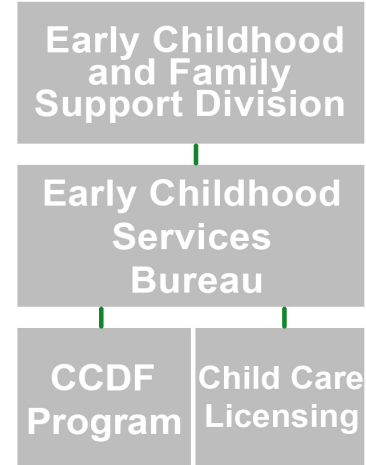 Early Childhood
and Family
Support Division
Early Childhood
Services
Bureau
CCDF
Program
Child Care
Licensing